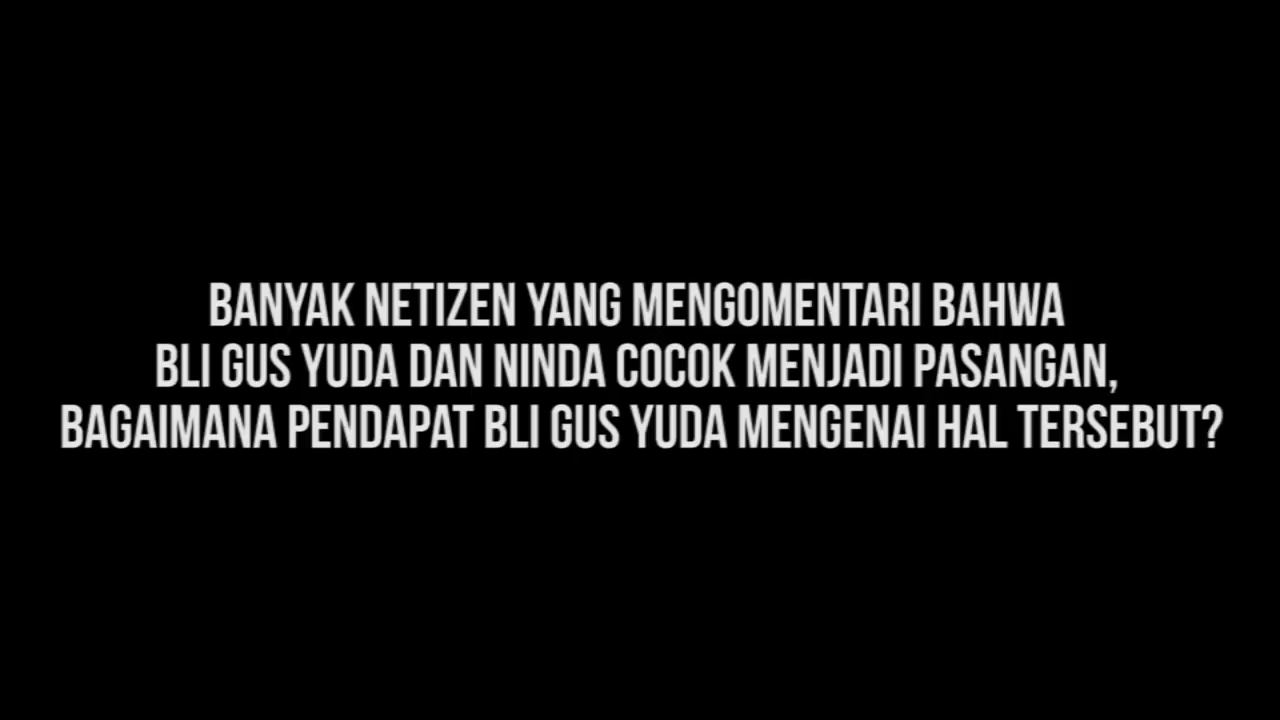 BANYAK NETIZEN YANG MENGOMENTARI BAHWA
BLI GUS YUDA DAN NINDA COCOK MENJADI PASANGAN,
BAGAIMANA PENDAPAT BLI GUS YUDA MENGENAI HAL TERSEBUT?